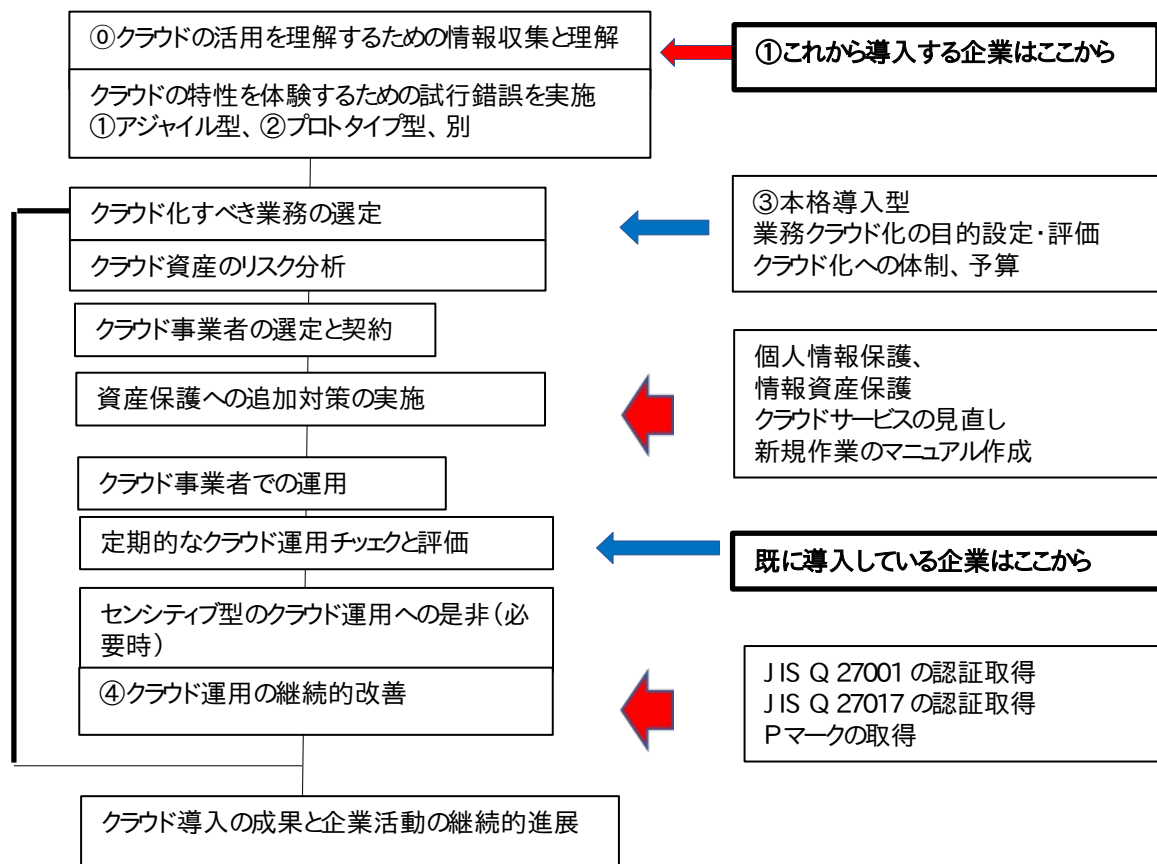 ⓪クラウドの活用を理解するための情報収集と理解
①これから導入する企業はここから
クラウドの特性を体験するための試行錯誤を実施
①アジャイル型、②プロトタイプ型、別
クラウド化すべき業務の選定
クラウド資産のリスク分析
③本格導入型
業務クラウド化の目的設定・評価
クラウド化への体制、予算
クラウド事業者の選定と契約
資産保護への追加対策の実施
個人情報保護、
情報資産保護
クラウドサービスの見直し
新規作業のマニュアル作成
クラウド事業者での運用
定期的なクラウド運用チッェクと評価
既に導入している企業はここから
センシティブ型のクラウド運用への是非(必
要時)
④クラウド運用の継続的改善
JIS Q 27001 の認証取得
JIS Q 27017 の認証取得
Pマークの取得
クラウド導入の成果と企業活動の継続的進展